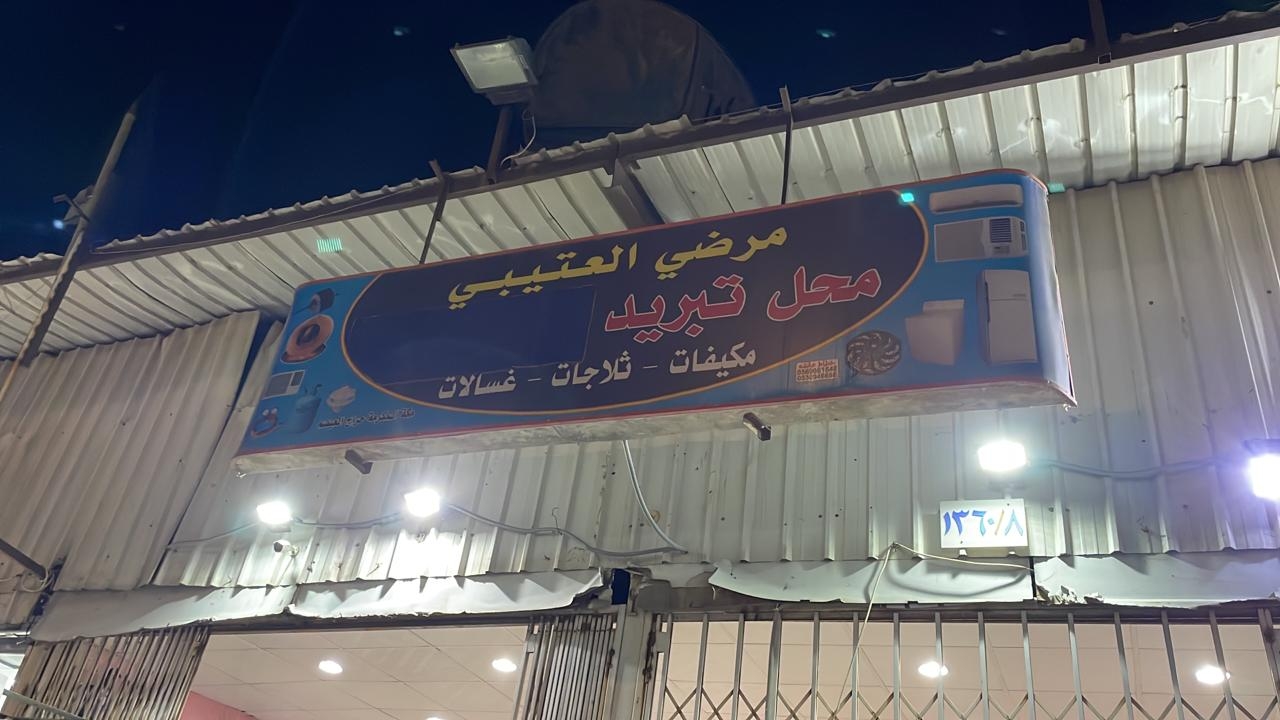 مرضي العتيبي
محل تبريد
مكيفات - ثلاجات - غسالات
١٣٦٠/٨